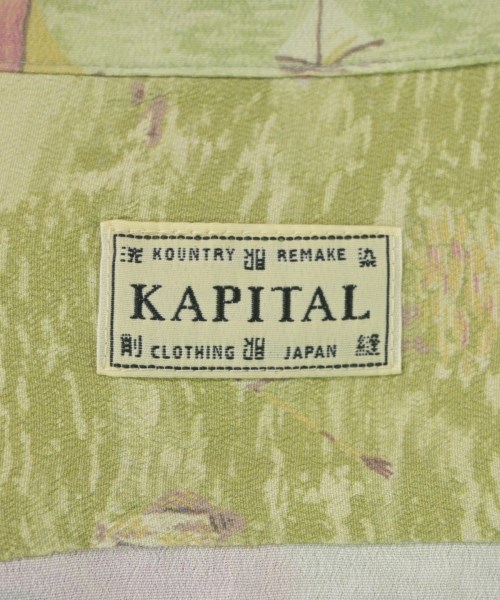 洗 KOUNTRY REMAKE 染
KAPITAL
削 CLOTHING JAPAN 縫